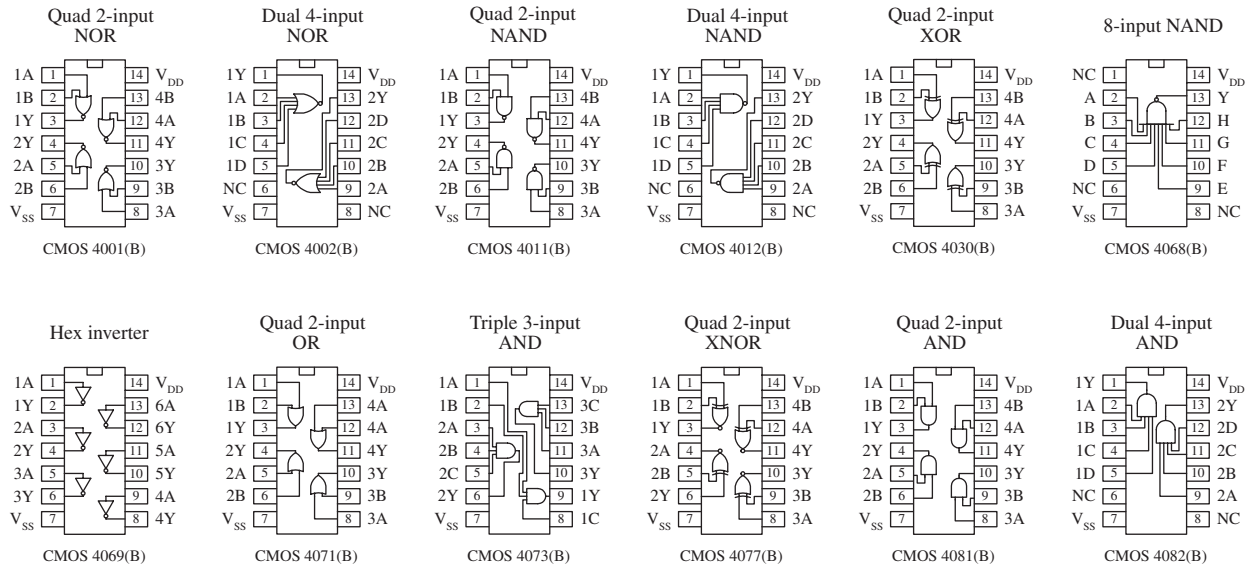 Quad 2-input
NOR
1A 1 14 VDD
1B 2 13 4B
1Y 3 12 4A
2Y 4 11 4Y
2A 5 10 3Y
2B 6 9 3B
VSS 7 8 3A
CMOS 4001(B)
Dual 4-input
NOR
1Y 1 14 VDD
1A 2 13 2Y
1B 3 12 2D
1C 4 11 2C
1D 5 10 2B
NC 6 9 2A
VSS 7 8 NC
CMOS 4002(B)
Quad 2-input
NAND
1A 1 14 VDD
1B 2 13 4B
1Y 3 12 4A
2Y 4 11 4Y
2A 5 10 3Y
2B 6 9 3B
VSS 7 8 3A
CMOS 4011(B)
Dual 4-input
NAND
1Y 1 14 VDD
1A 2 13 2Y
1B 3 12 2D
1C 4 11 2C
1D 5 10 2B
NC 6 9 2A
VSS 7 8 NC
CMOS 4012(B)
Quad 2-input
XOR
1A 1 14 VDD
1B 2 13 4B
1Y 3 12 4A
2Y 4 11 4Y
2A 5 10 3Y
2B 6 9 3B
VSS 7 8 3A
CMOS 4030(B)
8-input NAND
NC 1 14 VDD
A 2 13 Y
B 3 12 H
C 4 11 G
D 5 10 F
NC 6 9 E
VSS 7 8 NC
CMOS 4068(B)
Hex inverter
1A 1 14 VDD
1Y 2 13 6A
2A 3 12 6Y
2Y 4 11 5A
3A 5 10 5Y
3Y 6 9 4A
VSS 7 8 4Y
CMOS 4069(B)
Quad 2-input
OR
1A 1 14 VDD
1B 2 13 4A
1Y 3 12 4A
2Y 4 11 4Y
2A 5 10 3Y
2B 6 9 3B
VSS 7 8 3A
CMOS 4071(B)
Triple 3-input
AND
1A 1 14 VDD
1B 2 13 3C
2A 3 12 3B
2B 4 11 3A
2C 5 10 3Y
2Y 6 9 1Y
VSS 7 8 1C
CMOS 4073(B)
Quad 2-input
XNOR
1A 1 14 VDD
1B 2 13 4B
1Y 3 12 4A
2A 4 11 4Y
2B 5 10 3Y
2Y 6 9 3B
VSS 7 8 3A
CMOS 4077(B)
Quad 2-input
AND
1A 1 14 VDD
1B 2 13 4B
1Y 3 12 4A
2Y 4 11 4Y
2A 5 10 3Y
2B 6 9 3B
VSS 7 8 3A
CMOS 4081(B)
Dual 4-input
AND
1Y 1 14 VDD
1A 2 13 2Y
1B 3 12 2D
1C 4 11 2C
1D 5 10 2B
NC 6 9 2A
VSS 7 8 NC
CMOS 4082(B)